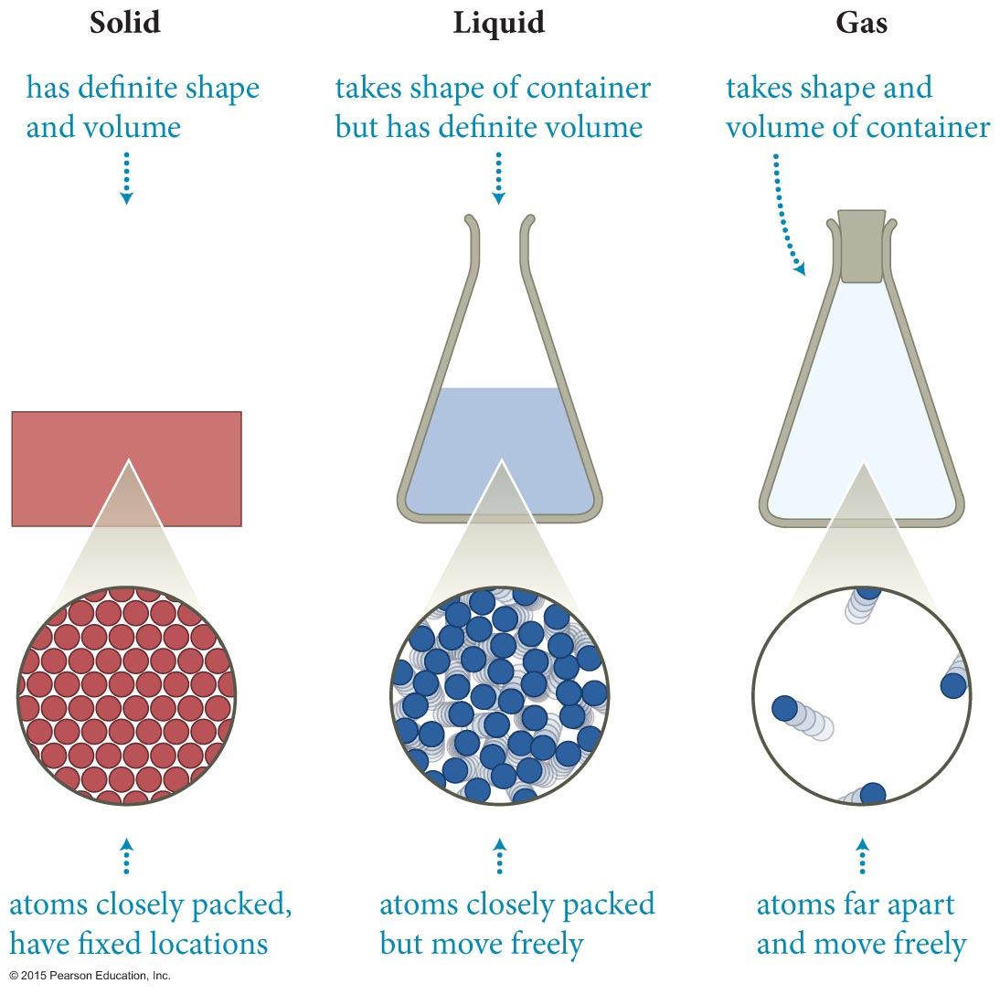 Solid
has definite shape
and volume
Liquid
takes shape of container
but has definite volume
Gas
takes shape and
volume of container
atoms closely packed,
have fixed locations
atoms closely packed
but move freely
atoms far apart
and move freely
© 2015 Pearson Education, Inc.